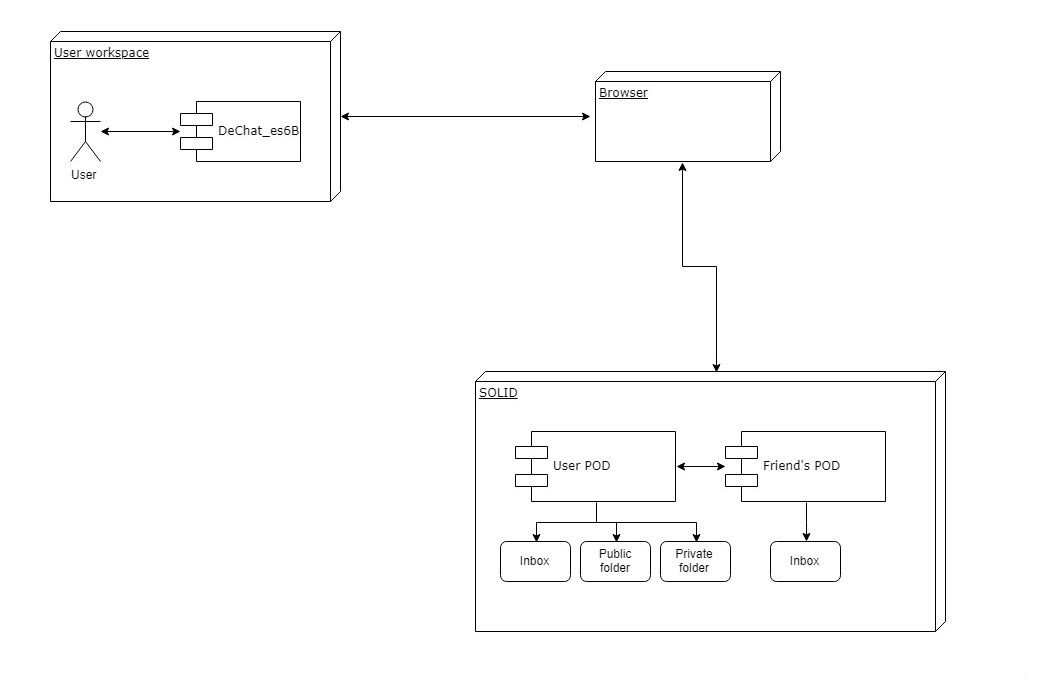 User workspace
Browser
DeChat_es6B
User
SOLID
User POD
Friend's POD
Inbox
Public
folder
Private
folder
Inbox